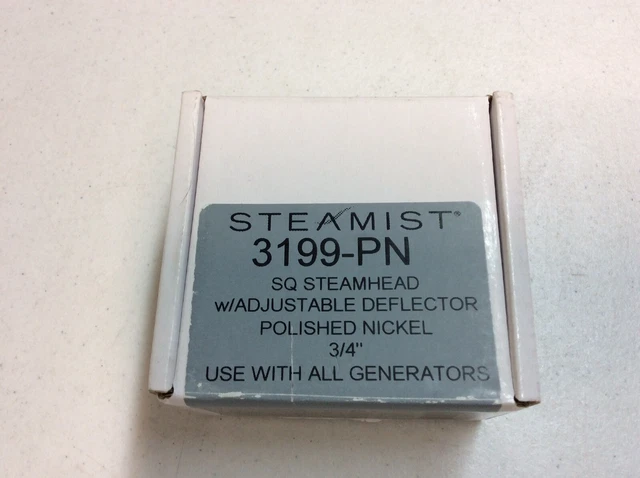 STEAMIST®
3199-PN
SQ STEAMHEAD
w/ADJUSTABLE DEFLECTOR
POLISHED NICKEL
3/4"
USE WITH ALL GENERATORS